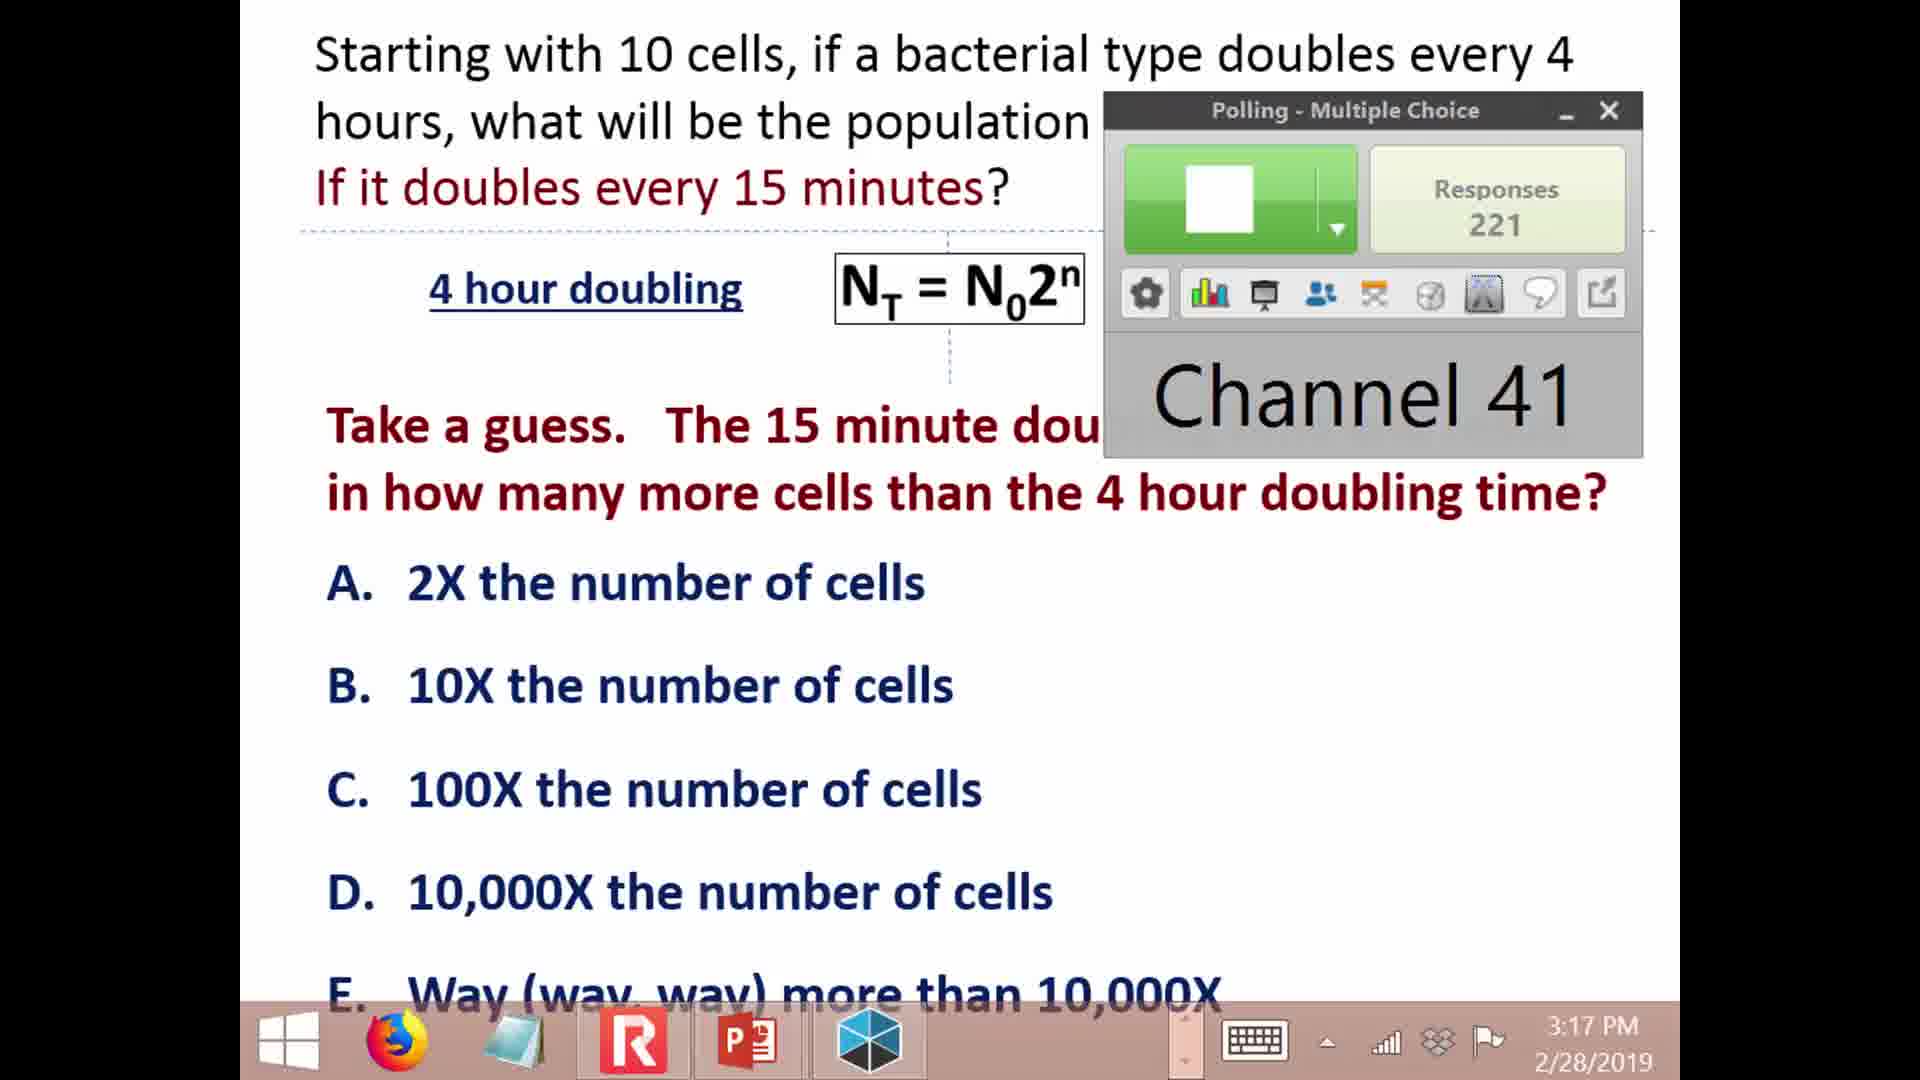 Starting with 10 cells, if a bacterial type doubles every 4
hours, what will be the population
If it doubles every 15 minutes?
Polling - Multiple Choice
Responses
221
4 hour doubling
N_T = N_0 2^n
Channel 41
Take a guess. The 15 minute
in how many more cells than the 4 hour doubling time?
A. 2X the number of cells
B. 10X the number of cells
C. 100X the number of cells
D. 10,000X the number of cells
E. Way (way, way) more than 10,000X
3:17 PM
2/28/2019